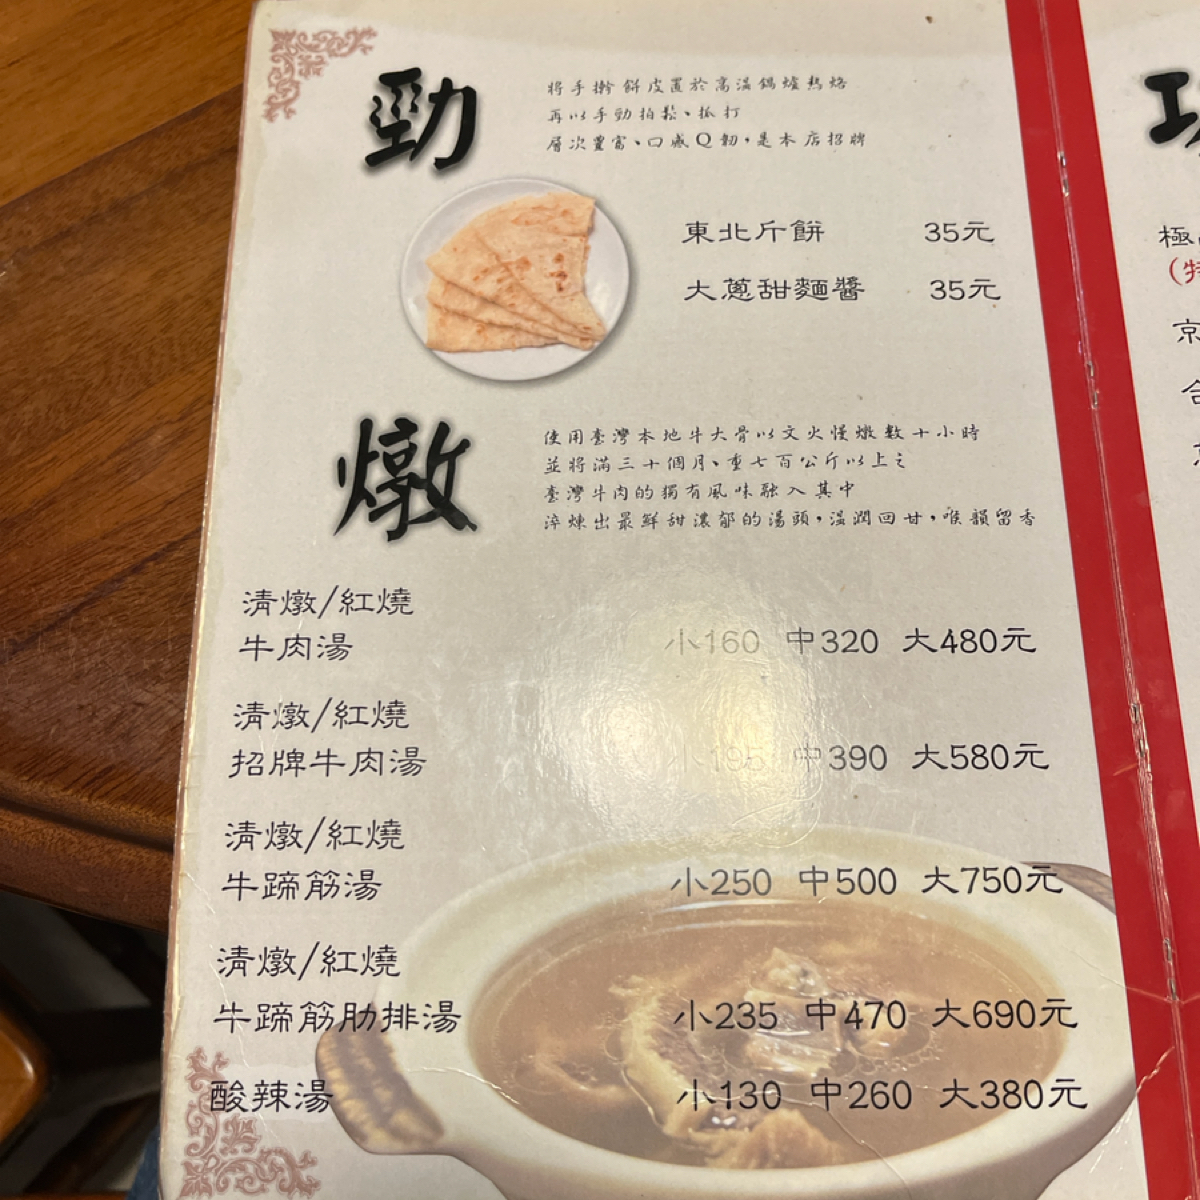 勁
將手擀餅皮置於高溫鍋爐熱烙
再以手勁拍鬆、抓打
層次豐富、口感Q韌,是本店招牌
東北斤餅 35元
大蔥甜麵醬 35元
燉
使用臺灣本地牛大骨以文火慢燉數十小時
並將滿三十個月、重七百公斤以上之
臺灣牛肉的獨有風味融入其中
淬煉出最鮮甜濃郁的湯頭,溫潤回甘,喉韻留香
清燉/紅燒
牛肉湯 小160 中320 大480元
清燉/紅燒
招牌牛肉湯 小195 中390 大580元
清燉/紅燒
牛蹄筋湯 小250 中500 大750元
清燉/紅燒
牛蹄筋肋排湯 小235 中470 大690元
酸辣湯 小130 中260 大380元
極
(特
京